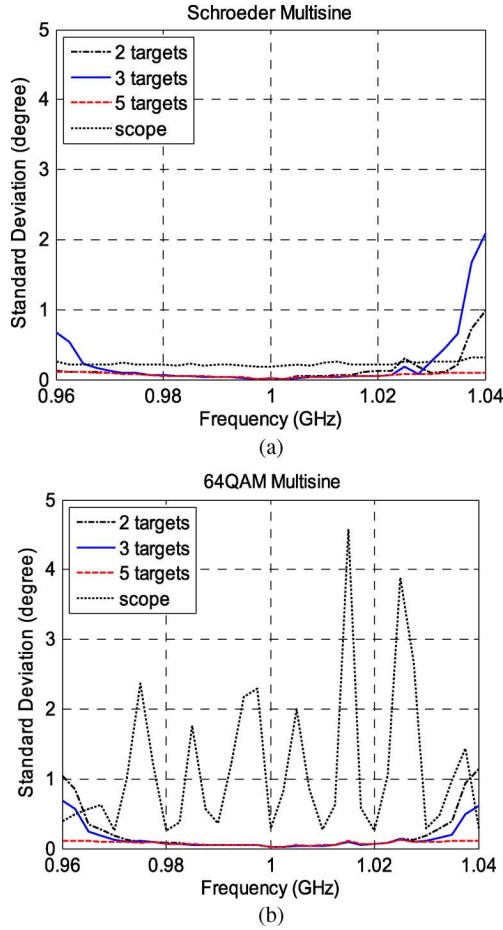 Schroeder Multisine
5
4
3
2
1
0
0.96
0.98
1
1.02
1.04
Standard Deviation (degree)
Frequency (GHz)
2 targets
3 targets
5 targets
scope
(a)
64QAM Multisine
5
4
3
2
1
0
0.96
0.98
1
1.02
1.04
Standard Deviation (degree)
Frequency (GHz)
2 targets
3 targets
5 targets
scope
(b)